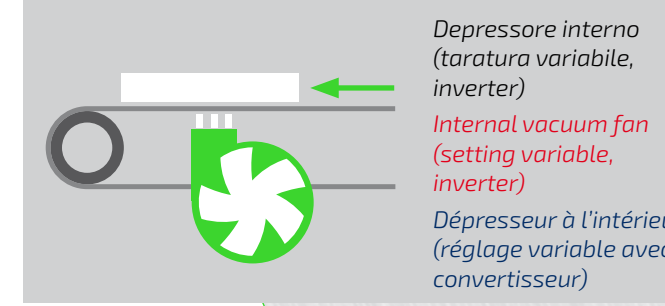 Depressore interno
(taratura variabile,
inverter)
Internal vacuum fan
(setting variable,
inverter)
Dépresseur à l'intérieu
(réglage variable avec
convertisseur)